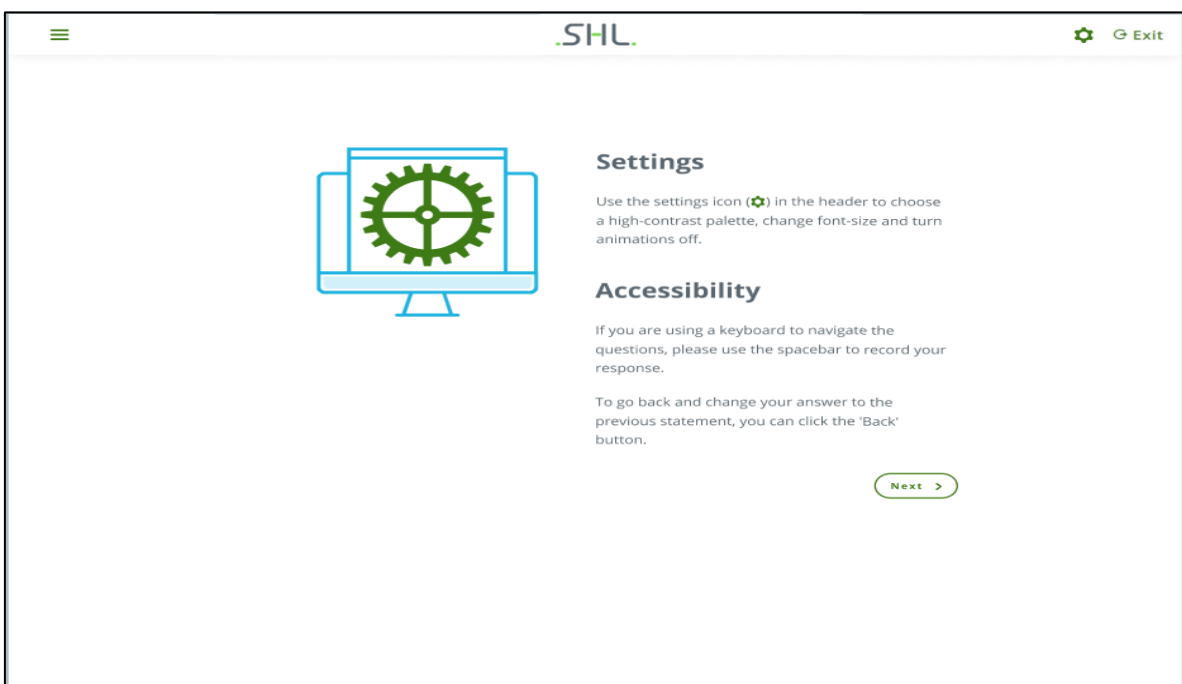 .SHL.
Exit
Settings
Use the settings icon () in the header to choose
a high-contrast palette, change font-size and turn
animations off.
Accessibility
If you are using a keyboard to navigate the
questions, please use the spacebar to record your
response.
To go back and change your answer to the
previous statement, you can click the 'Back'
button.
Next >